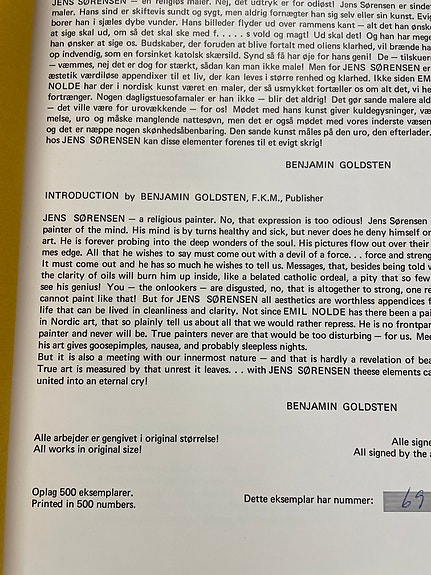 JENS SØRENSEN — en religiøs maler. Nej, det udtryk er for odiøst! Jens Sørensen er sindet
maler. Hans sind er skiftevis sundt og sygt, men aldrig fornægter han sig selv eller sin kunst. Evig
borer han i sjæles dybe vunder. Hans billeder flyder ud over rammens kant — alt det han ønsk
at sige skal ud, om så det skal ske med f. . . . . s vold og magt! Ud skal det! Og han har meg
han ønsker at sige os. Budskaber, der foruden at blive fortalt med oliens klarhed, vil brænde ha
op indvendig, som en forsinket katolsk skærsild. Synd så få har øje for hans geni! De — tilskuer
— væmmes, nej det er dog for stærkt, sådan man ikke male! Men for JENS SØRENSEN er
æstetik værdiløse appendixer til et liv, der kan leves i større renhed og klarhed. Ikke siden EM
NOLDE har der i nordisk kunst været en maler, der så umisforståeligt fortæller os om alt det, vi he
fortrænger. Nogen dagligstuesofamaler er han ikke — blir det aldrig! Det gør sande malere ald
— det ville være for urovækkende — for os! Mødet med hans kunst giver kuldegysninger, væ
melse, uro og måske manglende nattesøvn, men det er også mødet med vores inderste væsen
og det er næppe nogen skønhedsåbenbaring. Den sande kunst måles på den uro, den efterlader.
hos JENS SØRENSEN kan disse elementer forenes til et evigt skrig!
BENJAMIN GOLDSTEN
INTRODUCTION by BENJAMIN GOLDSTEN, F.K.M., Publisher
JENS SØRENSEN — a religious painter. No, that expression is too odious! Jens Sørensen
painter of the mind. His mind is by turns healthy and sick, but never does he deny himself or
art. He is forever probing into the deep wonders of the soul. His pictures flow out over their
mes edge. All that he wishes to say must come out with a devil of a force. . . force and streng
It must come out and he has so much he wishes to tell us. Messages, that, besides being told w
the clarity of oils will burn him up inside, like a belated catholic ordeal, a pity that so few
see his genius! You — the onlookers — are disgusted, no, that is altogether to strong, one
cannot paint like that! But for JENS SØRENSEN all aesthetics are worthless appendices f
life that can be lived in cleanliness and clarity. Not since EMIL NOLDE has there been a pai
in Nordic art, that so plainly tell us about all that we would rather repress. He is no frontpar
painter and never will be. True painters never are that would be too disturbing — for us. Mee
his art gives goosepimples, nausea, and probably sleepless nights.
But it is also a meeting with our innermost nature — and that is hardly a revelation of bea
True art is measured by that unrest it leaves. . . with JENS SØRENSEN theese elements ca
united into an eternal cry!
BENJAMIN GOLDSTEN
Alle arbejder er gengivet i original størrelse! Alle signe
All works in original size! All signed by the a
Oplag 500 eksemplarer.
Printed in 500 numbers. Dette eksemplar har nummer: 69